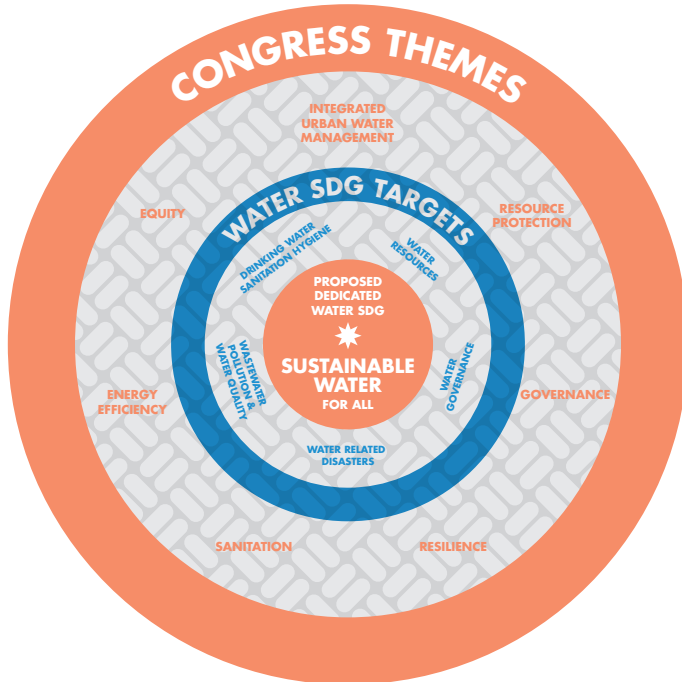 CONGRESS THEMES
INTEGRATED
URBAN WATER
MANAGEMENT
EQUITY
RESOURCE
PROTECTION
ENERGY
EFFICIENCY
GOVERNANCE
SANITATION
RESILIENCE
WATER SDG TARGETS
DRINKING WATER
SANITATION HYGIENE
WATER
RESOURCES
WASTEWATER
POLLUTION &
WATER QUALITY
WATER
GOVERNANCE
WATER RELATED
DISASTERS
PROPOSED
DEDICATED
WATER SDG
SUSTAINABLE
WATER
FOR ALL